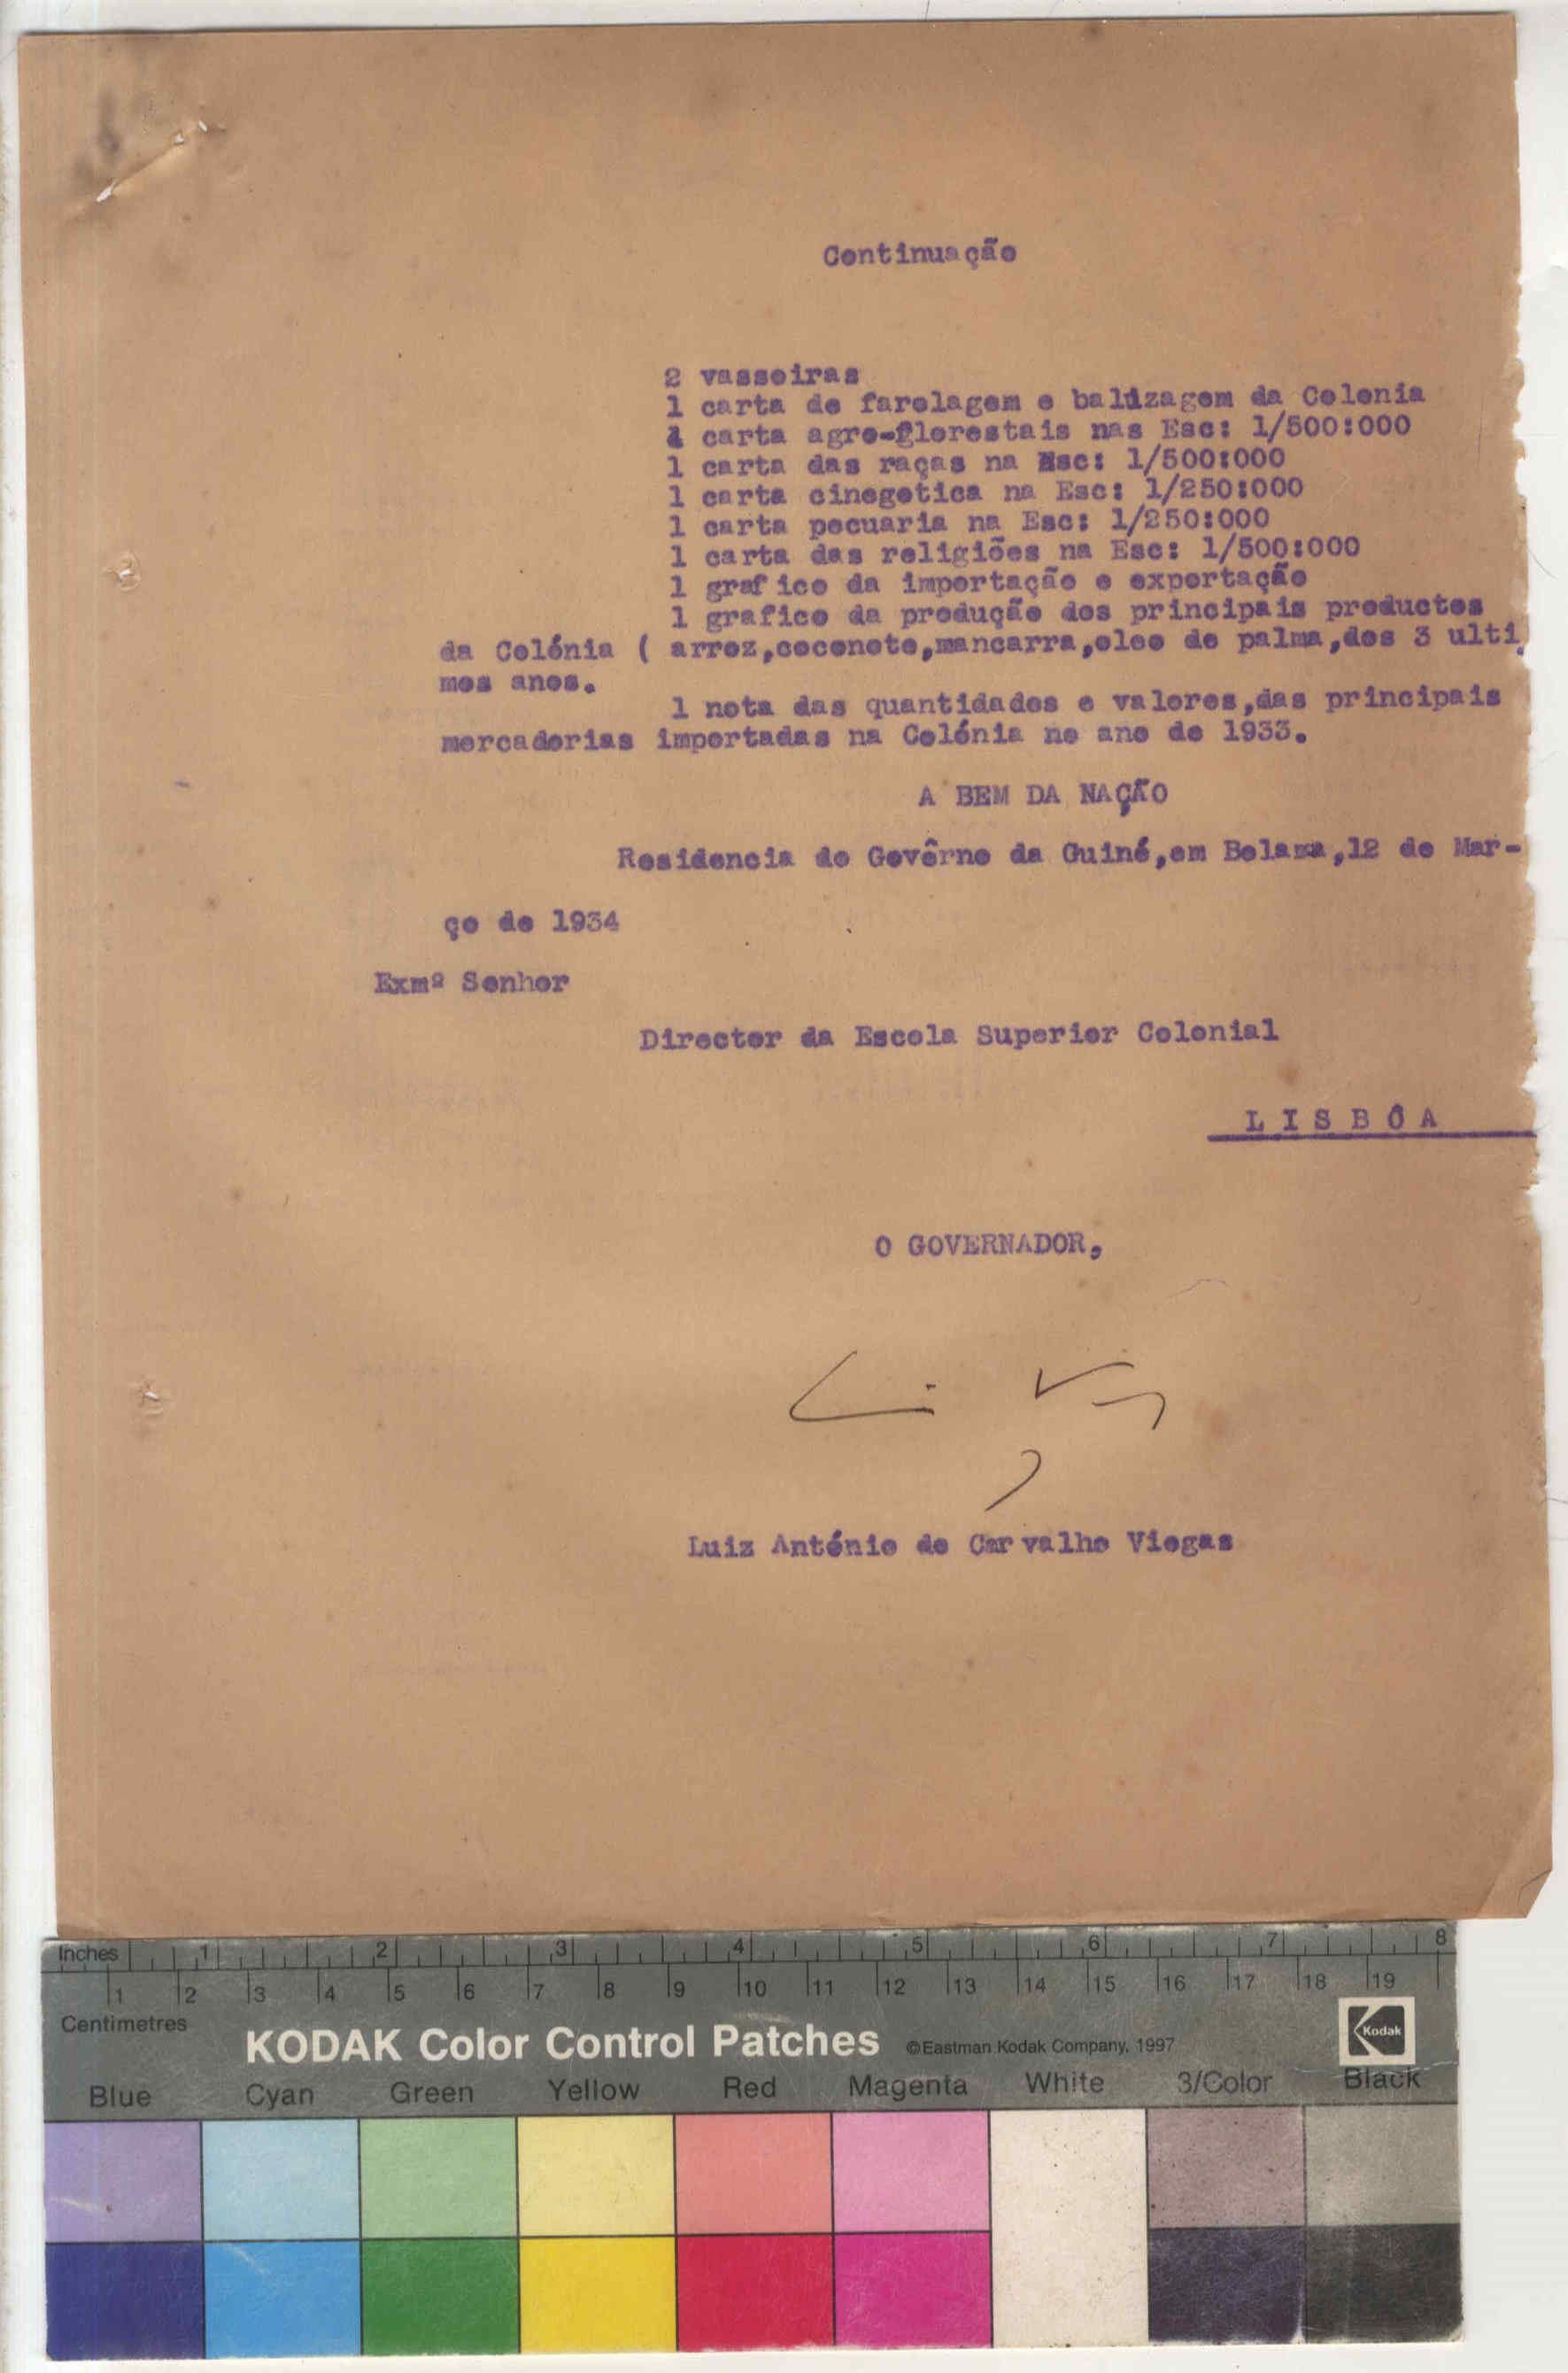 Continuação
2 vassoiras
1 carta de farolagem e balizagem da Colonia
1 carta agro-florestais nas Esc: 1/500:000
1 carta das raças na Esc: 1/500:000
1 carta cinegetica na Esc: 1/250:000
1 carta pecuaria na Esc: 1/250:000
1 carta das religiões na Esc: 1/500:000
1 grafico da importação e exportação
1 grafico da produção dos principais productos
da Colónia ( arroz,coconote,mancarra,oleo de palma,dos 3 ulti
mos anos.
1 nota das quantidades e valores,das principais
mercadorias importadas na Colónia no ano de 1933.
A BEM DA NAÇÃO
Residencia do Govêrno da Guiné,em Bolama,12 de Mar-
ço de 1934
Exmº Senhor
Director da Escola Superior Colonial
LISBÔA
O GOVERNADOR,
Luiz António de Carvalho Viegas
Inches 1 2 3 4 5 6 7 8
1 2 3 4 5 6 7 8 9 10 11 12 13 14 15 16 17 18 19
Centimetres
KODAK Color Control Patches ©Eastman Kodak Company, 1997 Kodak
Blue Cyan Green Yellow Red Magenta White 3/Color Black